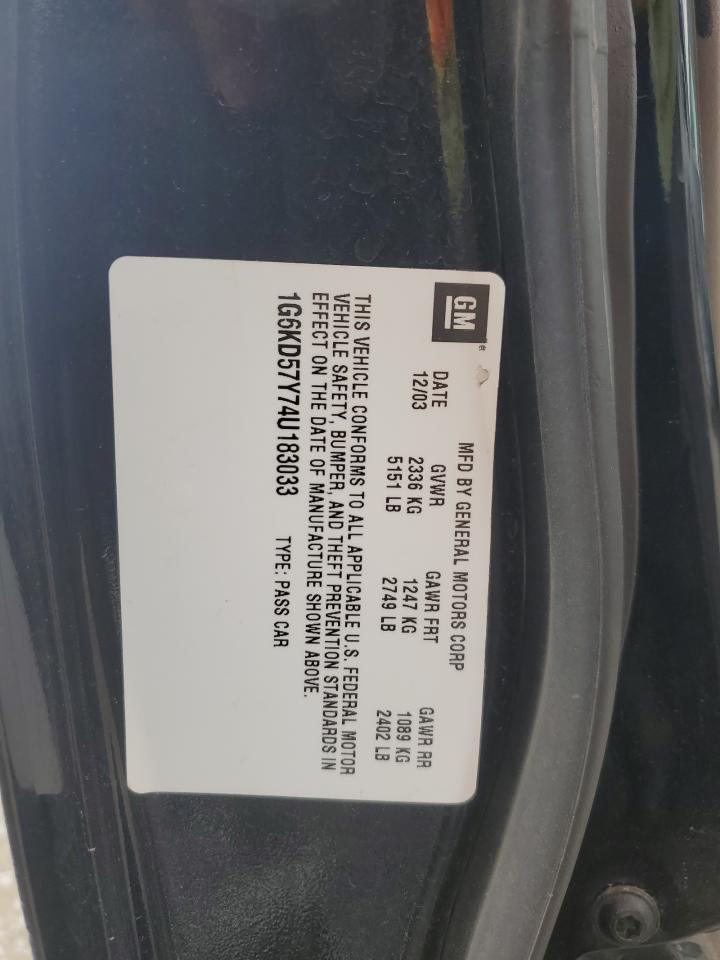 GM
MFD BY GENERAL MOTORS CORP
DATE GVWR GAWR FRT GAWR RR
12/03 2336 KG 1247 KG 1089 KG
5151 LB 2749 LB 2402 LB
THIS VEHICLE CONFORMS TO ALL APPLICABLE U.S. FEDERAL MOTOR
VEHICLE SAFETY, BUMPER, AND THEFT PREVENTION STANDARDS IN
EFFECT ON THE DATE OF MANUFACTURE SHOWN ABOVE.
1G6KD57Y74U183033 TYPE: PASS CAR